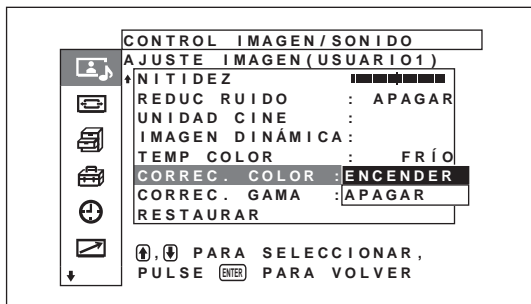 CONTROL IMAGEN/SONIDO
AJUSTE IMAGEN(USUARIO1)
NITIDEZ
REDUC RUIDO : APAGAR
UNIDAD CINE :
IMAGEN DINÁMICA:
TEMP COLOR : FRÍO
CORREC. COLOR :ENCENDER
CORREC. GAMA :APAGAR
RESTAURAR
, PARA SELECCIONAR,
PULSE ENTER PARA VOLVER